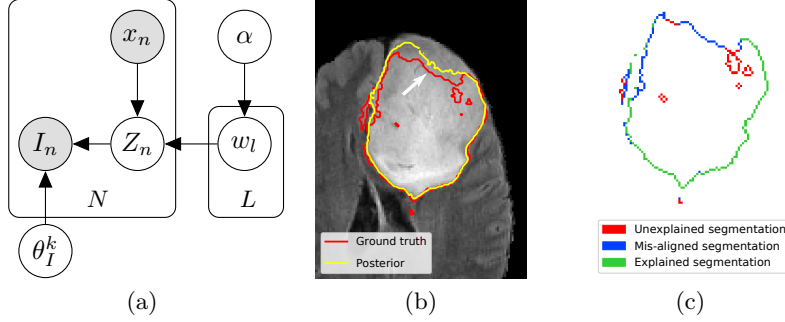 x_n
α
I_n
Z_n
w_l
N
L
θ_I^k
Ground truth
Posterior
Unexplained segmentation
Mis-aligned segmentation
Explained segmentation
(a)
(b)
(c)